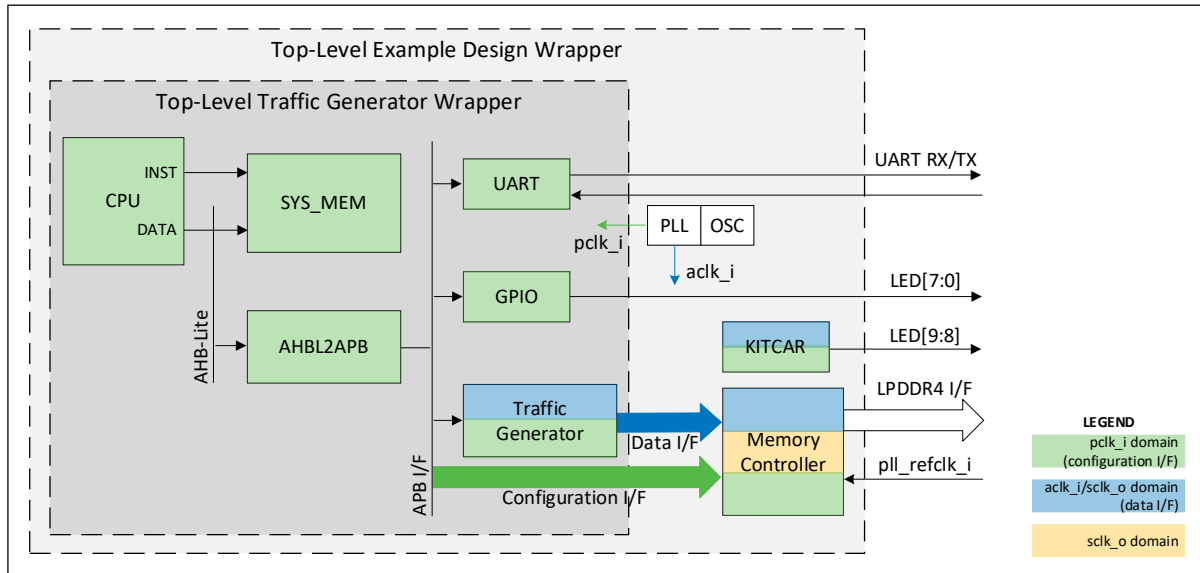 Top-Level Example Design Wrapper
Top-Level Traffic Generator Wrapper
CPU
INST
DATA
SYS_MEM
AHB-Lite
AHBL2APB
APB I/F
UART
GPIO
Traffic
Generator
Data I/F
Configuration I/F
PLL
OSC
pclk_i
aclk_i
KITCAR
Memory
Controller
UART RX/TX
LED[7:0]
LED[9:8]
LPDDR4 I/F
pll_refclk_i
LEGEND
pclk_i domain
(configuration I/F)
aclk_i/sclk_o domain
(data I/F)
sclk_o domain